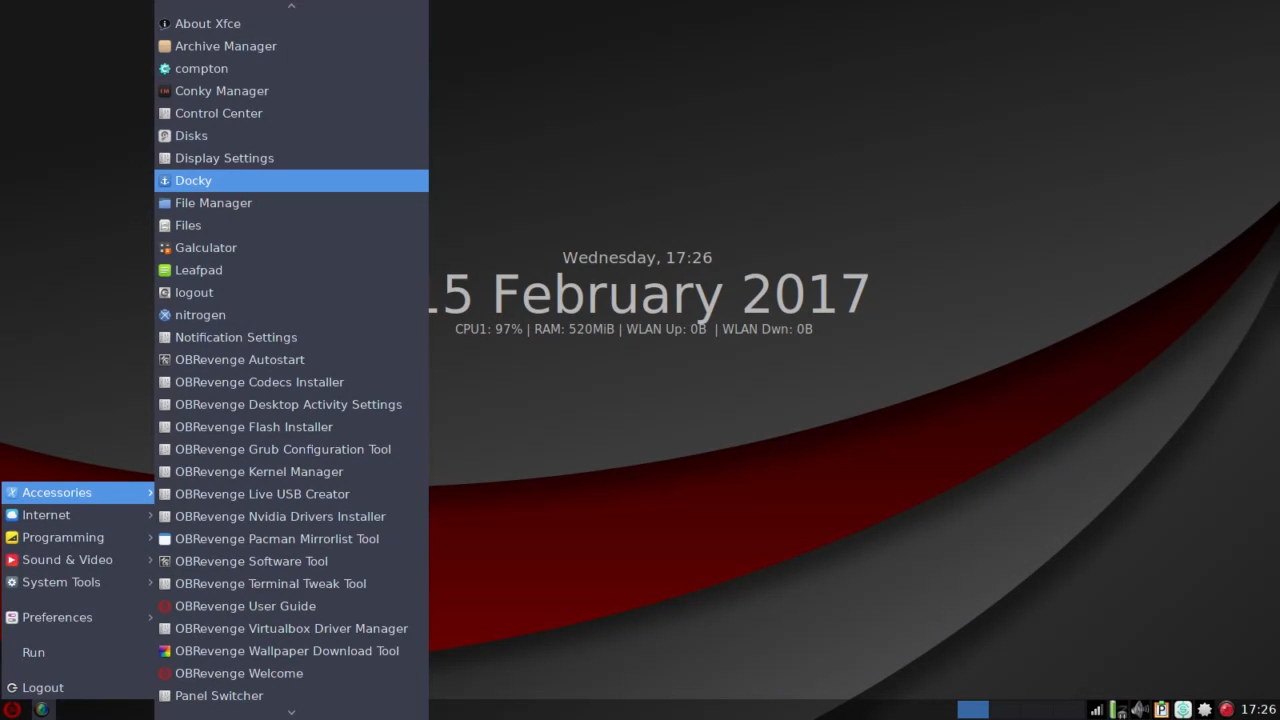 About Xfce
Archive Manager
compton
Conky Manager
Control Center
Disks
Display Settings
Docky
File Manager
Files
Galculator
Leafpad
logout
nitrogen
Notification Settings
OBRevenge Autostart
OBRevenge Codecs Installer
OBRevenge Desktop Activity Settings
OBRevenge Flash Installer
OBRevenge Grub Configuration Tool
OBRevenge Kernel Manager
OBRevenge Live USB Creator
OBRevenge Nvidia Drivers Installer
OBRevenge Pacman Mirrorlist Tool
OBRevenge Software Tool
OBRevenge Terminal Tweak Tool
OBRevenge User Guide
OBRevenge Virtualbox Driver Manager
OBRevenge Wallpaper Download Tool
OBRevenge Welcome
Panel Switcher
Accessories
Internet
Programming
Sound & Video
System Tools
Preferences
Run
Logout
Wednesday, 17:26
15 February 2017
CPU1: 97% | RAM: 520MiB | WLAN Up: 0B | WLAN Dwn: 0B
17:26